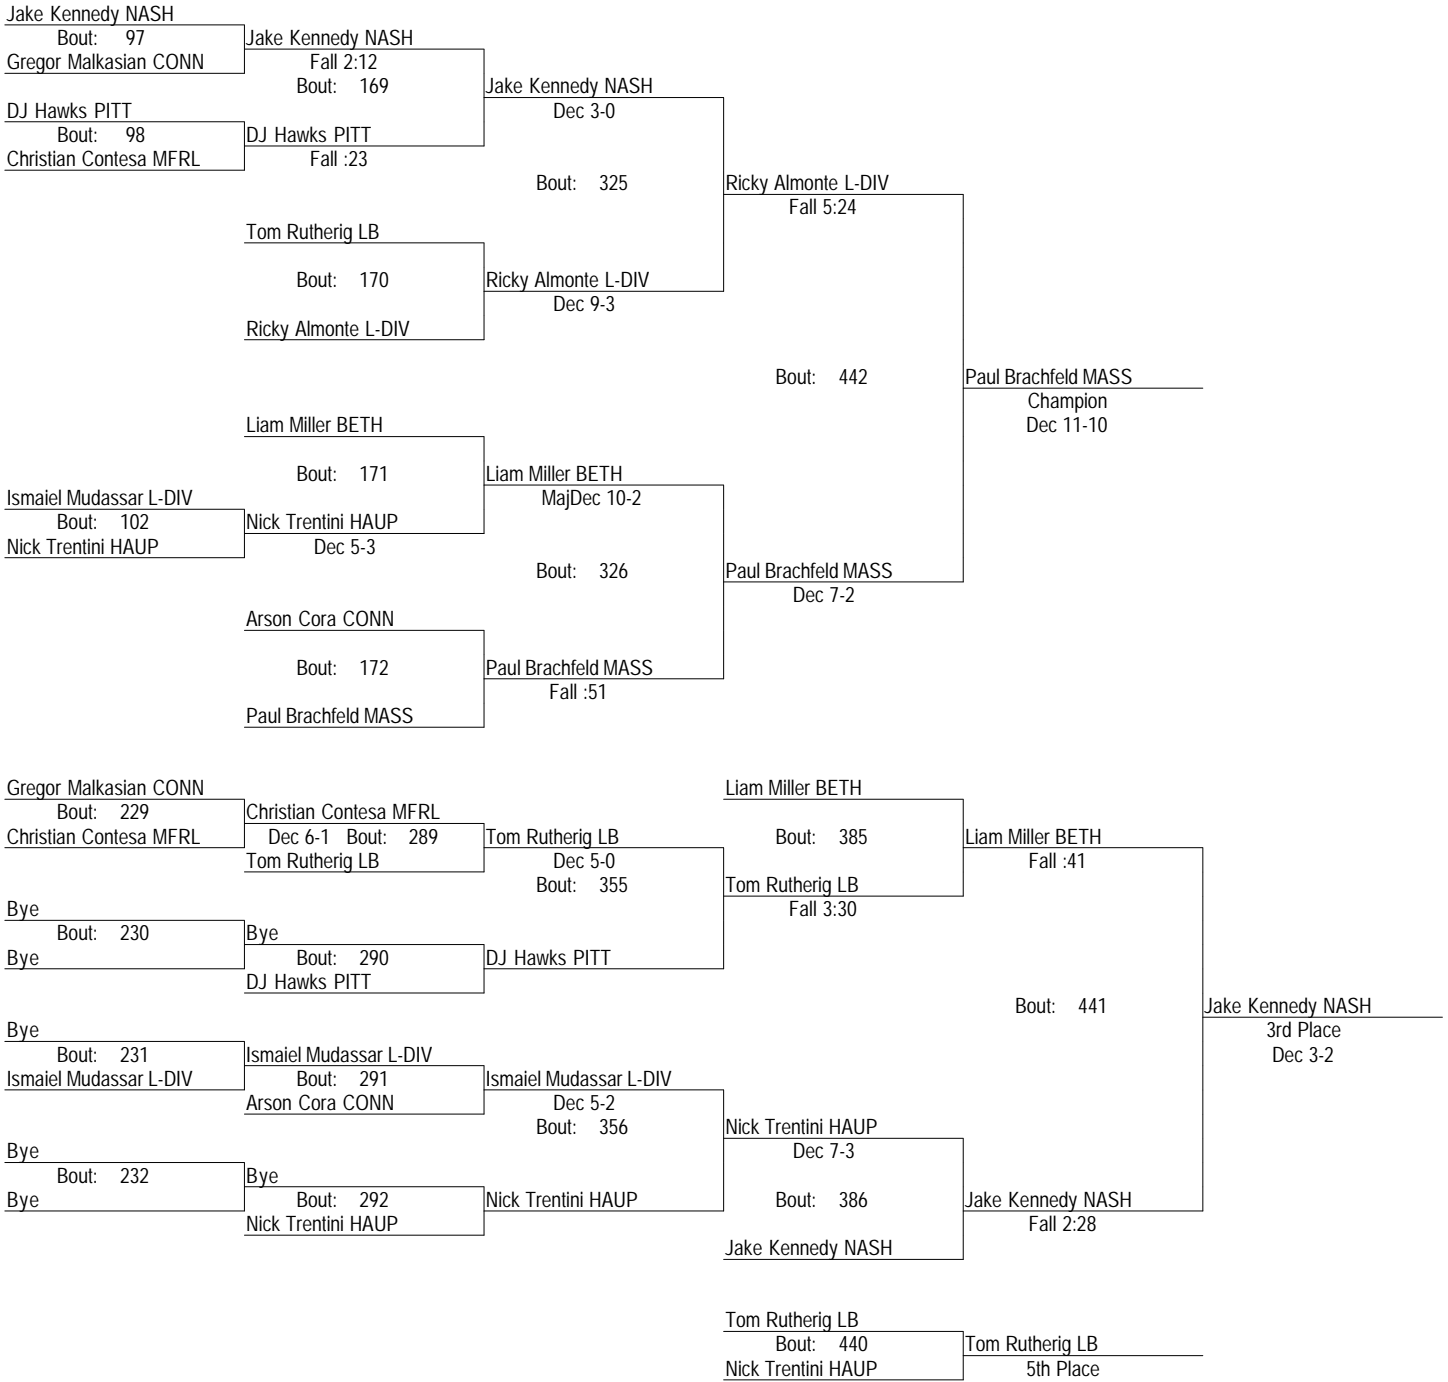 Jake Kennedy NASH
Bout: 97
Jake Kennedy NASH
Gregor Malkasian CONN
Fall 2:12
Bout: 169
Jake Kennedy NASH
DJ Hawks PITT
Dec 3-0
Bout: 98
DJ Hawks PITT
Christian Contesa MFRL
Fall :23
Bout: 325
Ricky Almonte L-DIV
Fall 5:24
Tom Rutherig LB
Bout: 170
Ricky Almonte L-DIV
Dec 9-3
Ricky Almonte L-DIV
Bout: 442
Paul Brachfeld MASS
Champion
Dec 11-10
Liam Miller BETH
Bout: 171
Liam Miller BETH
Ismaiel Mudassar L-DIV
MajDec 10-2
Bout: 102
Nick Trentini HAUP
Nick Trentini HAUP
Dec 5-3
Bout: 326
Paul Brachfeld MASS
Dec 7-2
Arson Cora CONN
Bout: 172
Paul Brachfeld MASS
Fall :51
Paul Brachfeld MASS
Gregor Malkasian CONN
Liam Miller BETH
Bout: 229
Christian Contesa MFRL
Christian Contesa MFRL
Dec 6-1 Bout: 289
Tom Rutherig LB
Bout: 385
Liam Miller BETH
Tom Rutherig LB
Dec 5-0
Fall :41
Bout: 355
Tom Rutherig LB
Bye
Fall 3:30
Bout: 230
Bye
Bye
Bout: 290
DJ Hawks PITT
DJ Hawks PITT
Bout: 441
Jake Kennedy NASH
Bye
3rd Place
Bout: 231
Ismaiel Mudassar L-DIV
Dec 3-2
Ismaiel Mudassar L-DIV
Bout: 291
Ismaiel Mudassar L-DIV
Arson Cora CONN
Dec 5-2
Bout: 356
Nick Trentini HAUP
Bye
Dec 7-3
Bout: 232
Bye
Bye
Bout: 292
Nick Trentini HAUP
Bout: 386
Jake Kennedy NASH
Nick Trentini HAUP
Fall 2:28
Jake Kennedy NASH
Tom Rutherig LB
Bout: 440
Tom Rutherig LB
Nick Trentini HAUP
5th Place